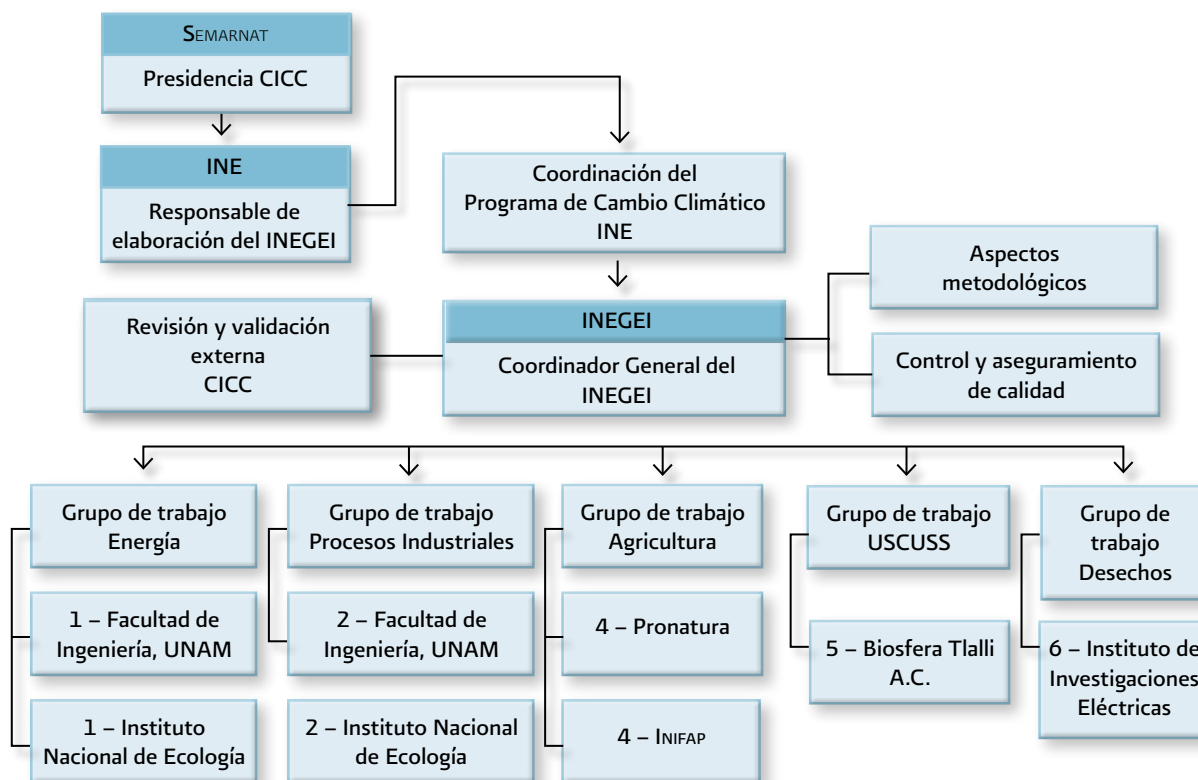 SEMARNAT
Presidencia CICC
INE
Responsable de
elaboración del INEGEI
Coordinación del
Programa de Cambio Climático
INE
Aspectos
metodológicos
Revisión y validación
externa
CICC
INEGEI
Coordinador General del
INEGEI
Control y aseguramiento
de calidad
Grupo de trabajo
Energía
Grupo de trabajo
Procesos Industriales
Grupo de trabajo
Agricultura
Grupo de trabajo
USCUSS
Grupo de
trabajo
Desechos
1 – Facultad de
Ingeniería, UNAM
2 – Facultad de
Ingeniería, UNAM
4 – Pronatura
5 – Biosfera Tlalli
A.C.
6 – Instituto de
Investigaciones
Eléctricas
1 – Instituto
Nacional de Ecología
2 – Instituto Nacional
de Ecología
4 – INIFAP